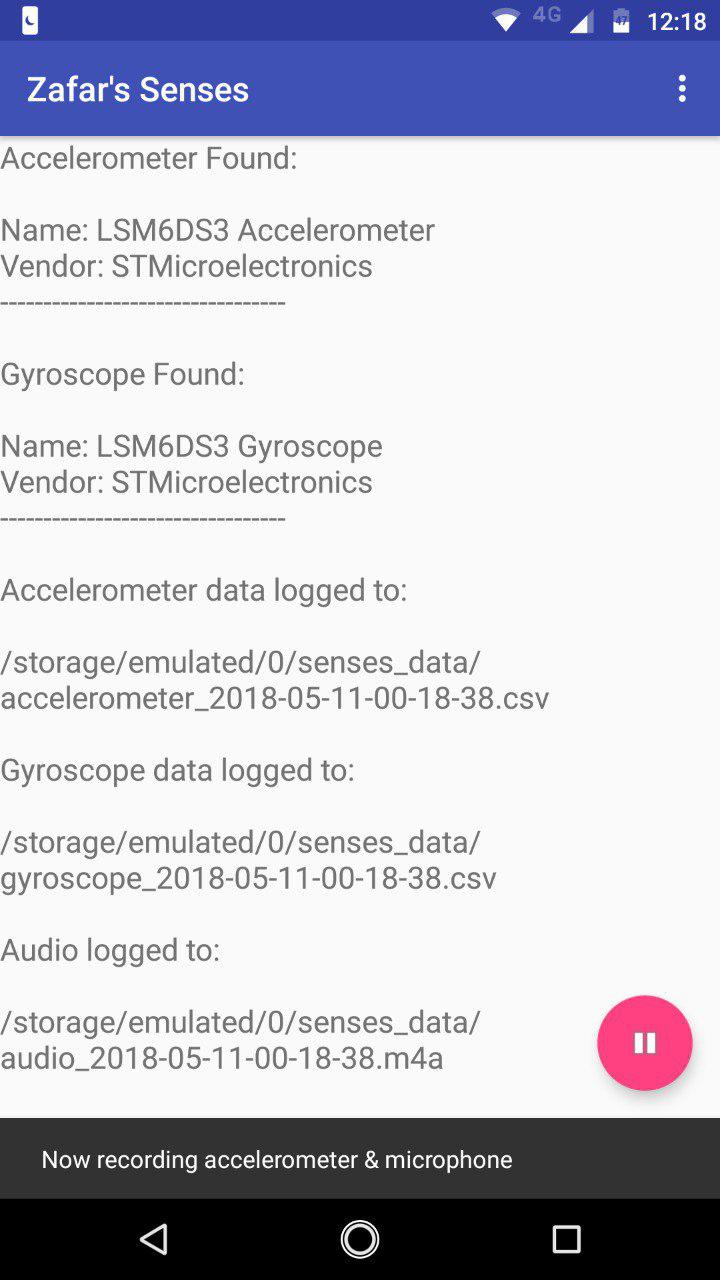 4G 47 12:18
Zafar's Senses
Accelerometer Found:
Name: LSM6DS3 Accelerometer
Vendor: STMicroelectronics
---------------------------------
Gyroscope Found:
Name: LSM6DS3 Gyroscope
Vendor: STMicroelectronics
---------------------------------
Accelerometer data logged to:
/storage/emulated/0/senses_data/
accelerometer_2018-05-11-00-18-38.csv
Gyroscope data logged to:
/storage/emulated/0/senses_data/
gyroscope_2018-05-11-00-18-38.csv
Audio logged to:
/storage/emulated/0/senses_data/
audio_2018-05-11-00-18-38.m4a
Now recording accelerometer & microphone